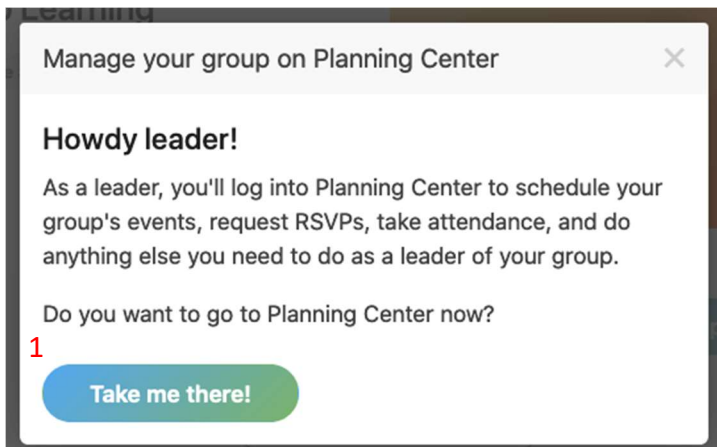 Learning
Manage your group on Planning Center ×
Howdy leader!
As a leader, you'll log into Planning Center to schedule your
group's events, request RSVPs, take attendance, and do
anything else you need to do as a leader of your group.
Do you want to go to Planning Center now?
1
Take me there!